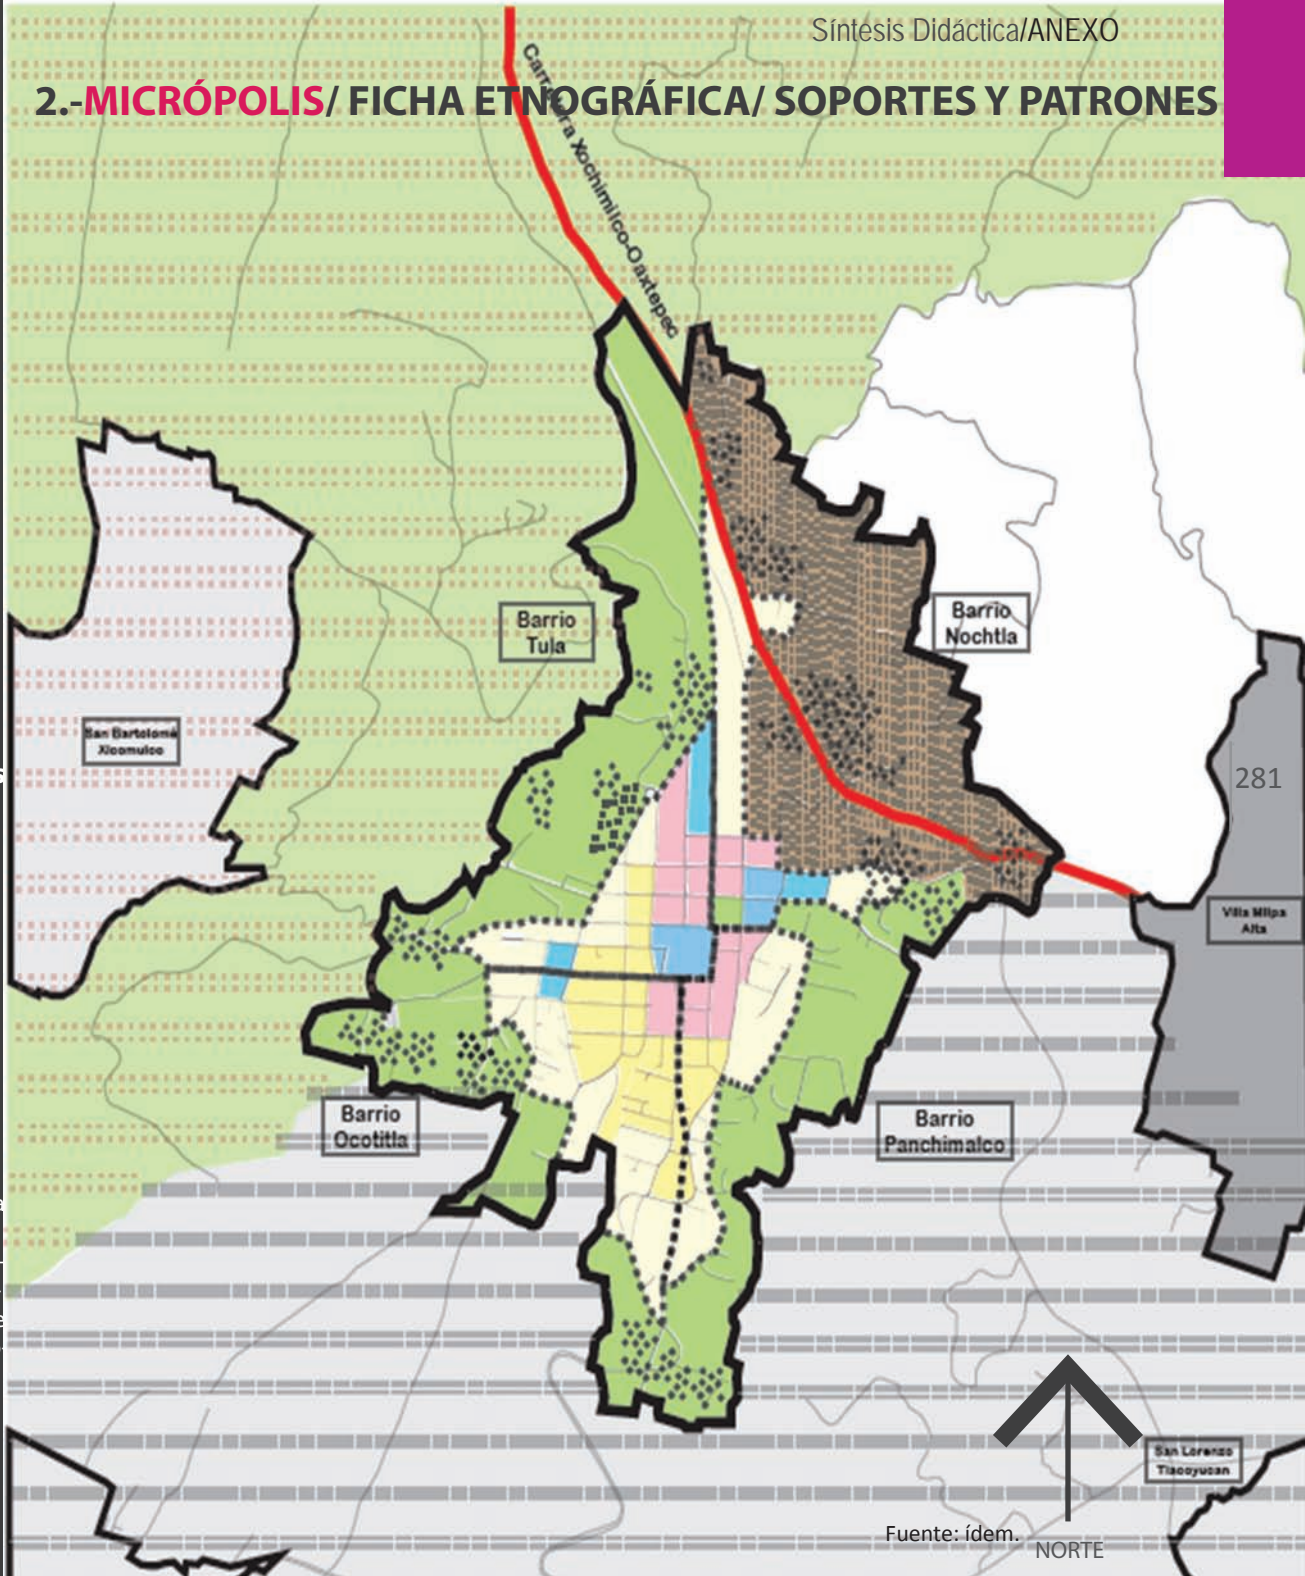 Síntesis Didáctica/ANEXO
2.-MICRÓPOLIS/ FICHA ETNOGRÁFICA/ SOPORTES Y PATRONES
Carretera Xochimilco-Oaxtepec
Barrio
Tula
Barrio
Nochtla
San Bartolomé
Xicomulco
281
Villa Milpa
Alta
Barrio
Ocotitla
Barrio
Panchimalco
San Lorenzo
Tlacoyucan
Fuente: ídem.
NORTE